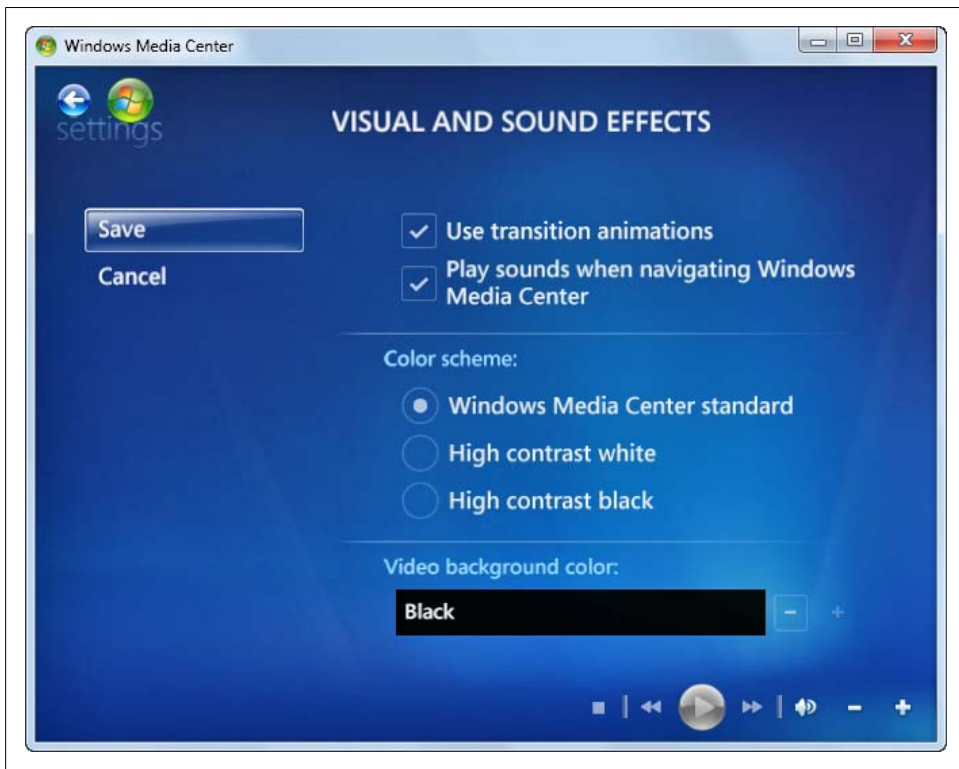 Windows Media Center
settings
VISUAL AND SOUND EFFECTS
Save
Cancel
Use transition animations
Play sounds when navigating Windows
Media Center
Color scheme:
Windows Media Center standard
High contrast white
High contrast black
Video background color:
Black